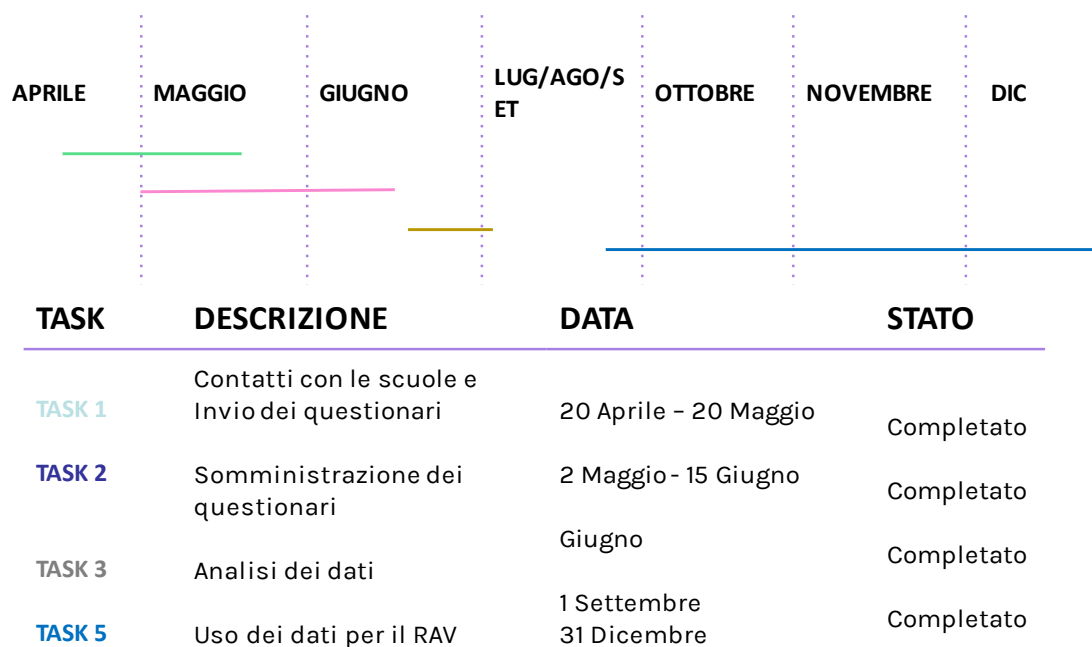 APRILE MAGGIO GIUGNO LUG/AGO/S OTTOBRE NOVEMBRE DIC
ET
TASK DESCRIZIONE DATA STATO
TASK 1 Contatti con le scuole e
Invio dei questionari 20 Aprile – 20 Maggio Completato
TASK 2 Somministrazione dei 2 Maggio - 15 Giugno Completato
questionari
TASK 3 Analisi dei dati Giugno Completato
TASK 5 Uso dei dati per il RAV 1 Settembre Completato
31 Dicembre